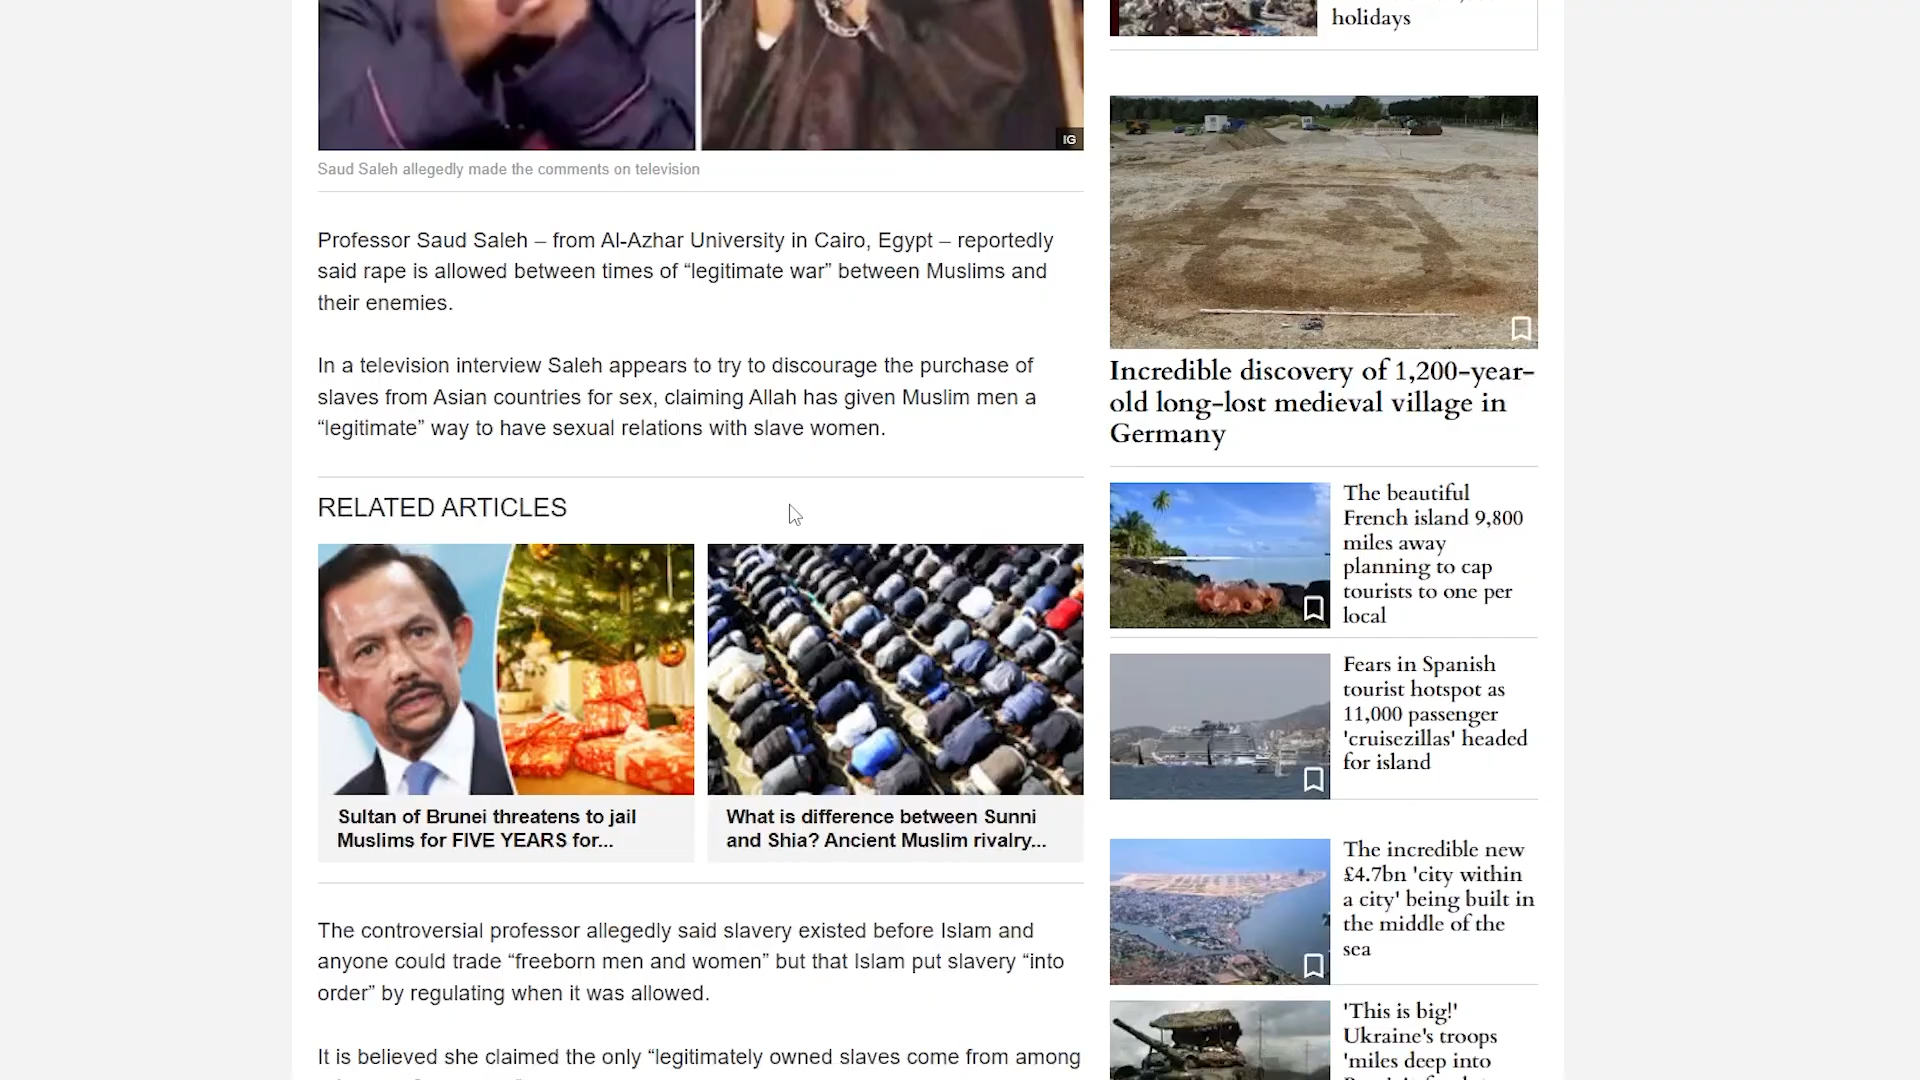 IG
Saud Saleh allegedly made the comments on television
Professor Saud Saleh – from Al-Azhar University in Cairo, Egypt – reportedly
said rape is allowed between times of “legitimate war” between Muslims and
their enemies.
In a television interview Saleh appears to try to discourage the purchase of
slaves from Asian countries for sex, claiming Allah has given Muslim men a
“legitimate” way to have sexual relations with slave women.
RELATED ARTICLES
Sultan of Brunei threatens to jail
Muslims for FIVE YEARS for...
What is difference between Sunni
and Shia? Ancient Muslim rivalry...
The controversial professor allegedly said slavery existed before Islam and
anyone could trade “freeborn men and women” but that Islam put slavery “into
order” by regulating when it was allowed.
It is believed she claimed the only “legitimately owned slaves come from among
holidays
Incredible discovery of 1,200-year-
old long-lost medieval village in
Germany
The beautiful
French island 9,800
miles away
planning to cap
tourists to one per
local
Fears in Spanish
tourist hotspot as
11,000 passenger
'cruisezillas' headed
for island
The incredible new
£4.7bn 'city within
a city' being built in
the middle of the
sea
'This is big!'
Ukraine's troops
'miles deep into